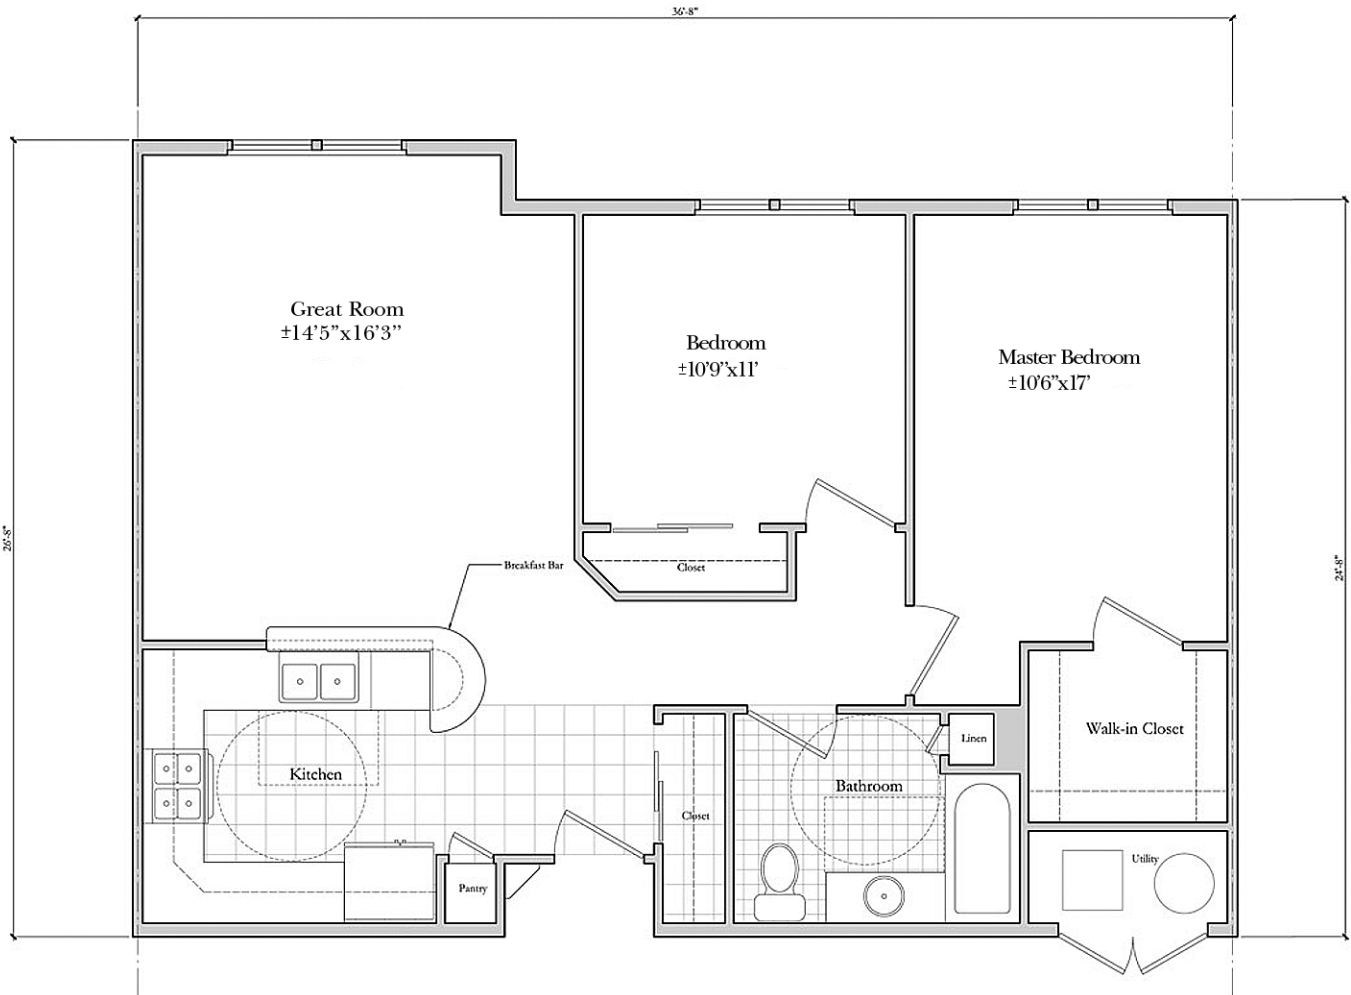 36'-8"
Great Room
±14'5"x16'3"
Bedroom
±10'9"x11'
Master Bedroom
±10'6"x17'
26'-8"
24'-8"
Breakfast Bar
Closet
Kitchen
Closet
Bathroom
Linen
Walk-in Closet
Pantry
Utility